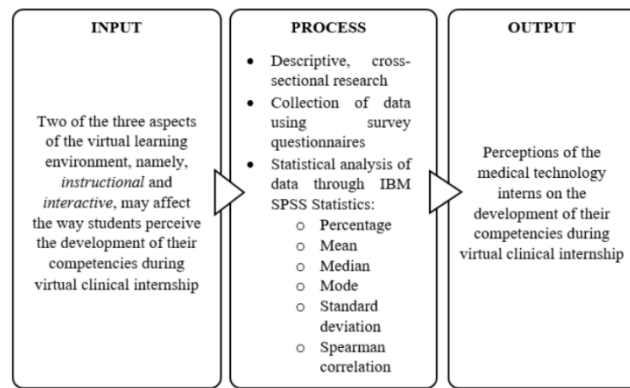 INPUT
Two of the three aspects
of the virtual learning
environment, namely,
instructional and
interactive, may affect
the way students perceive
the development of their
competencies during
virtual clinical internship
PROCESS
• Descriptive, cross-
sectional research
• Collection of data
using survey
questionnaires
• Statistical analysis of
data through IBM
SPSS Statistics:
o Percentage
o Mean
o Median
o Mode
o Standard
deviation
o Spearman
correlation
OUTPUT
Perceptions of the
medical technology
interns on the
development of their
competencies during
virtual clinical internship